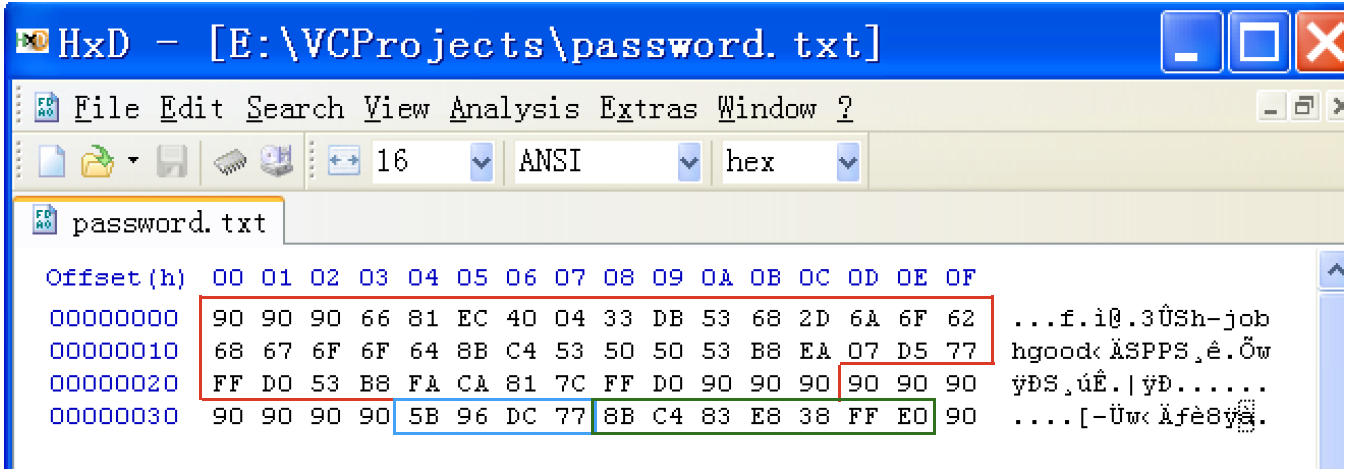 HxD - [E:\VCProjects\password.txt]
File Edit Search View Analysis Extras Window ?
16 ANSI hex
password.txt
Offset(h) 00 01 02 03 04 05 06 07 08 09 0A 0B 0C 0D 0E 0F
00000000 90 90 90 66 81 EC 40 04 33 DB 53 68 2D 6A 6F 62 ...f.ì@.3ÛSh-job
00000010 68 67 6F 6F 64 8B C4 53 50 50 53 B8 EA 07 D5 77 hgood‹ÄSPPS¸ê.Õw
00000020 FF D0 53 B8 FA CA 81 7C FF D0 90 90 90 90 90 90 ÿÐS¸úÊ.|ÿÐ......
00000030 90 90 90 90 5B 96 DC 77 8B C4 83 E8 38 FF E0 90 ....[–Üw‹Äƒè8ÿà.